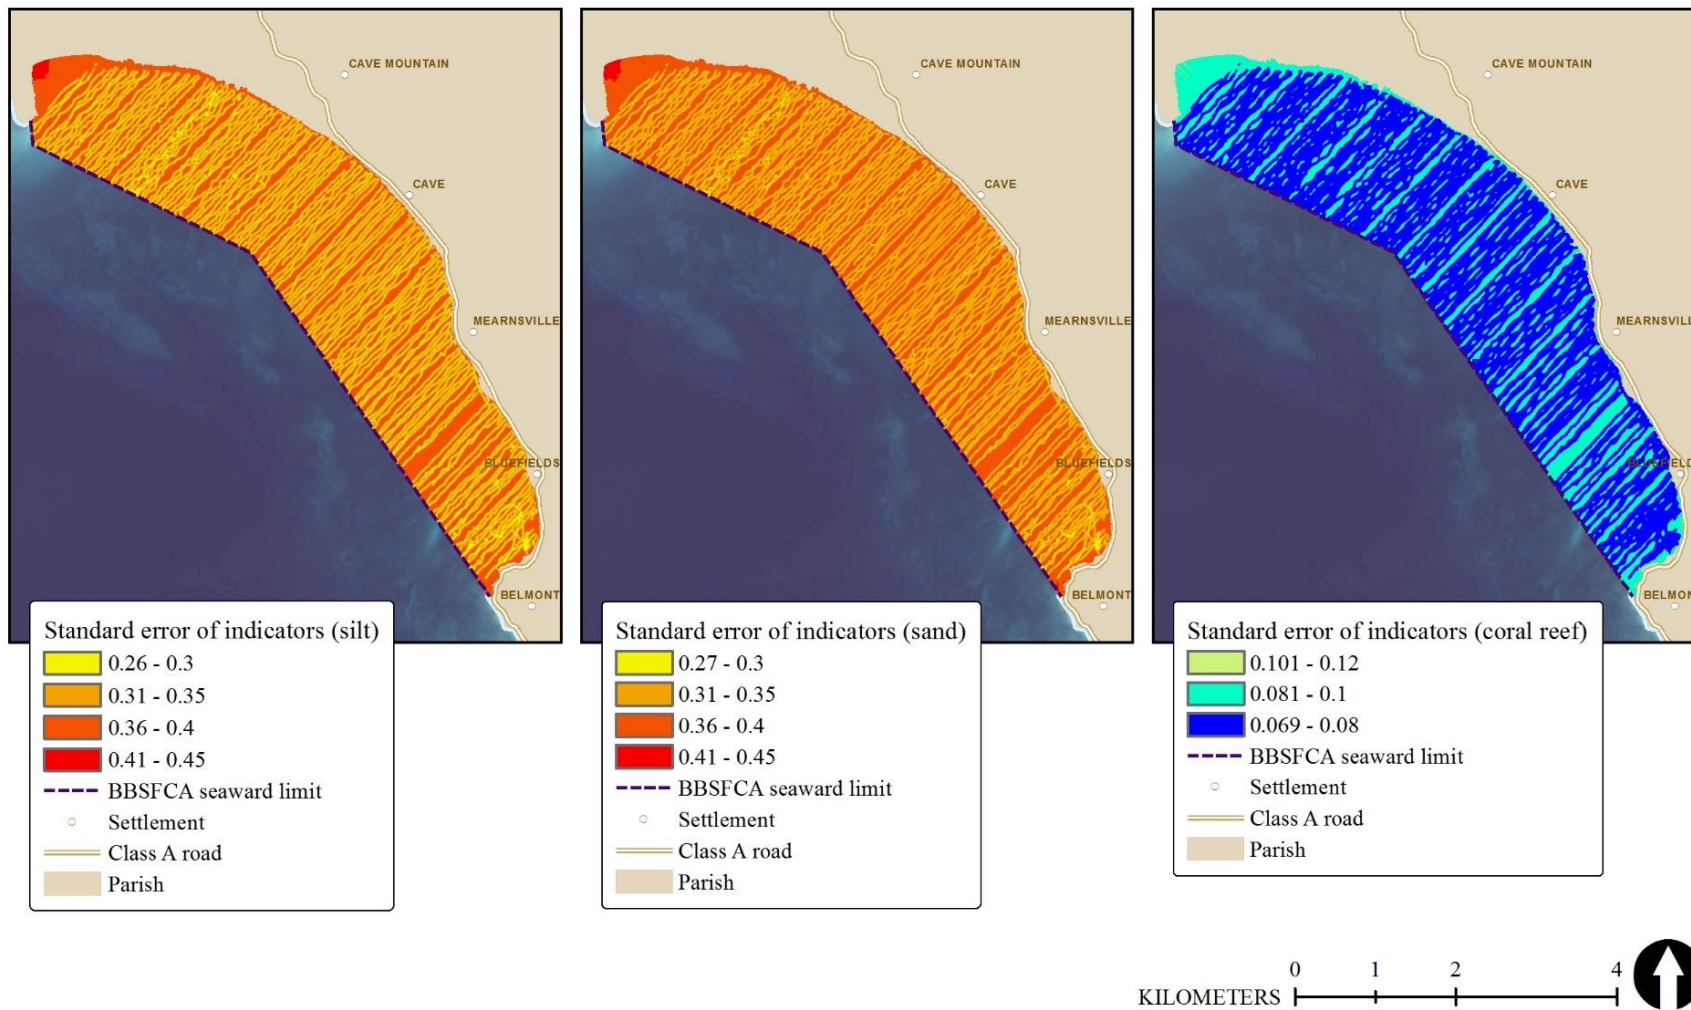 CAVE MOUNTAIN
CAVE
MEARNSVILLE
BLUEFIELDS
BELMONT
Standard error of indicators (silt)
0.26 - 0.3
0.31 - 0.35
0.36 - 0.4
0.41 - 0.45
BBSFCA seaward limit
Settlement
Class A road
Parish
CAVE MOUNTAIN
CAVE
MEARNSVILLE
BLUEFIELDS
BELMONT
Standard error of indicators (sand)
0.27 - 0.3
0.31 - 0.35
0.36 - 0.4
0.41 - 0.45
BBSFCA seaward limit
Settlement
Class A road
Parish
CAVE MOUNTAIN
CAVE
MEARNSVILL
BLUEFIELD
BELMON
Standard error of indicators (coral reef)
0.101 - 0.12
0.081 - 0.1
0.069 - 0.08
BBSFCA seaward limit
Settlement
Class A road
Parish
0 1 2 4
KILOMETERS